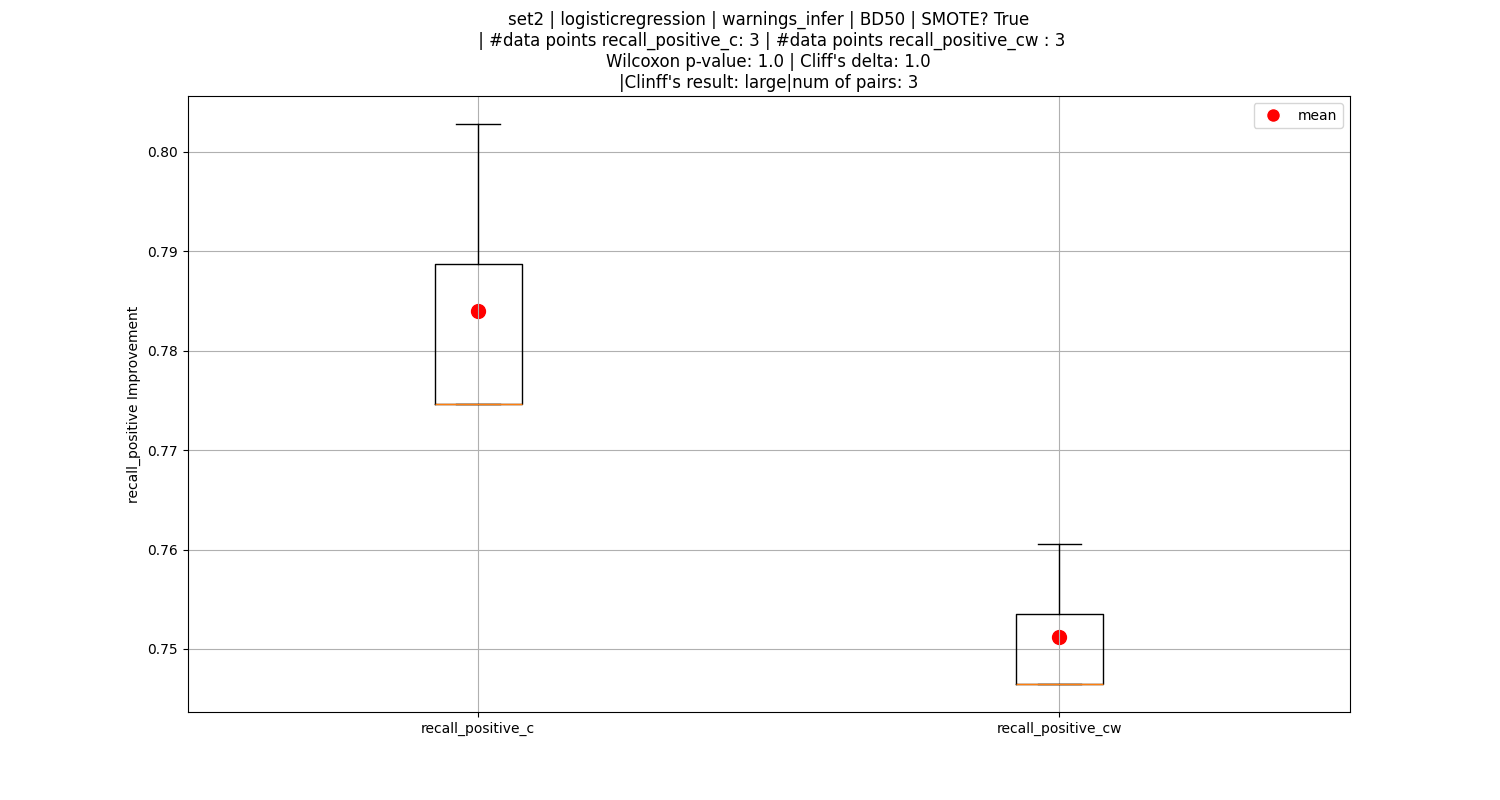 set2 | logisticregression | warnings_infer | BD50 | SMOTE? True
| #data points recall_positive_c: 3 | #data points recall_positive_cw : 3
Wilcoxon p-value: 1.0 | Cliff's delta: 1.0
|Clinff's result: large|num of pairs: 3
mean
0.80
0.79
0.78
0.77
0.76
0.75
recall_positive Improvement
recall_positive_c
recall_positive_cw